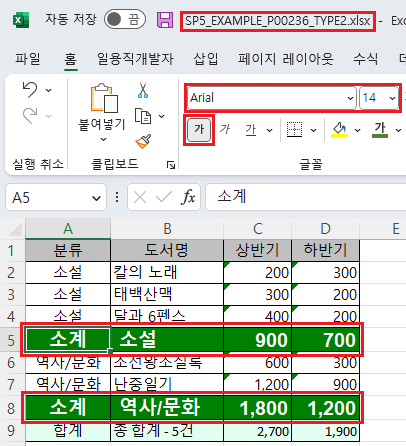 자동 저장 끔 SP5_EXAMPLE_P00236_TYPE2.xlsx - Exc
파일 홈 일용직개발자 삽입 페이지 레이아웃 수식
붙여넣기
Arial 14
가 가 가 가
실행 취소 클립보드 글꼴
A5 fx 소계
A B C D E
1 분류 도서명 상반기 하반기
2 소설 칼의 노래 200 300
3 소설 태백산맥 300 200
4 소설 달과 6펜스 400 200
5 소계 소설 900 700
6 역사/문화 조선왕조실록 600 300
7 역사/문화 난중일기 1,200 900
8 소계 역사/문화 1,800 1,200
9 합계 총 합계 - 5건 2,700 1,900